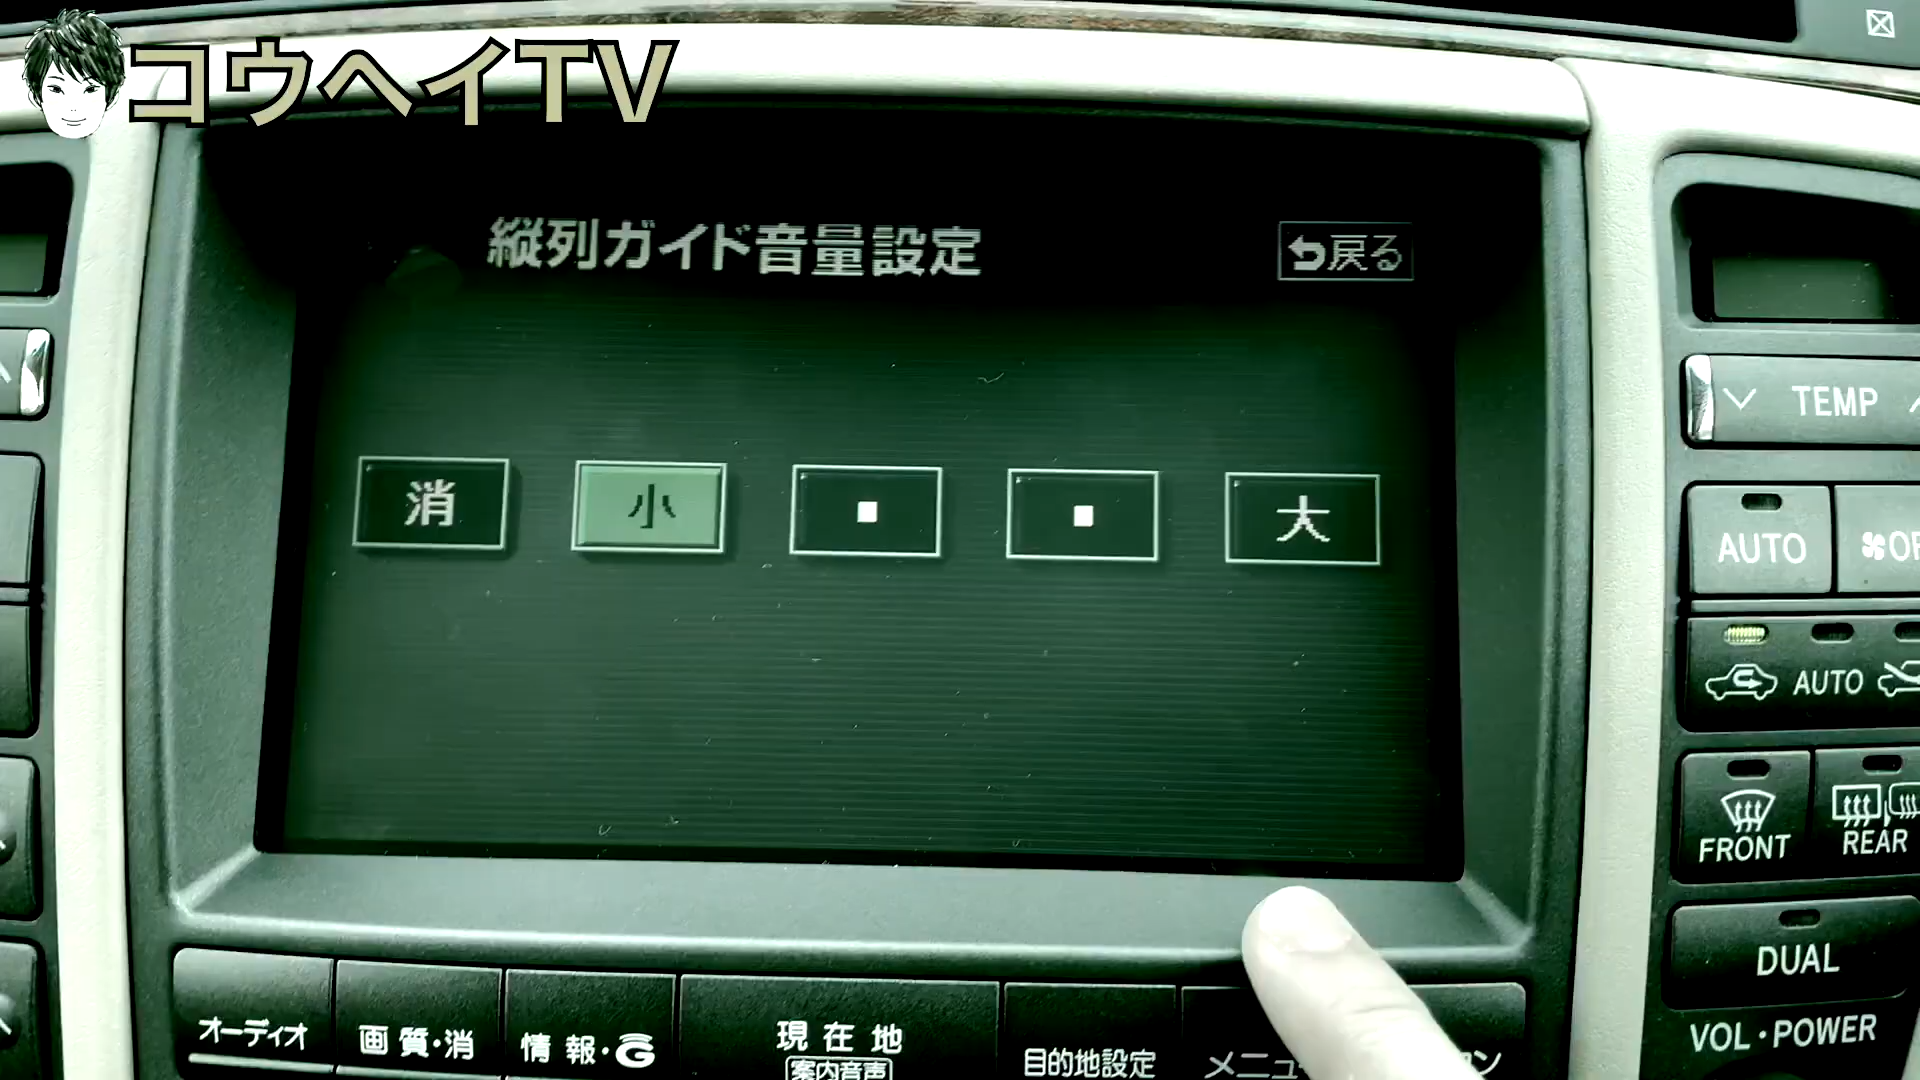 コウヘイTV
縦列ガイド音量設定
戻る
消
小
大
TEMP
AUTO
AUTO
FRONT
REAR
DUAL
VOL・POWER
オーディオ
画質・消
情報・G
現在地
案内音声
目的地設定